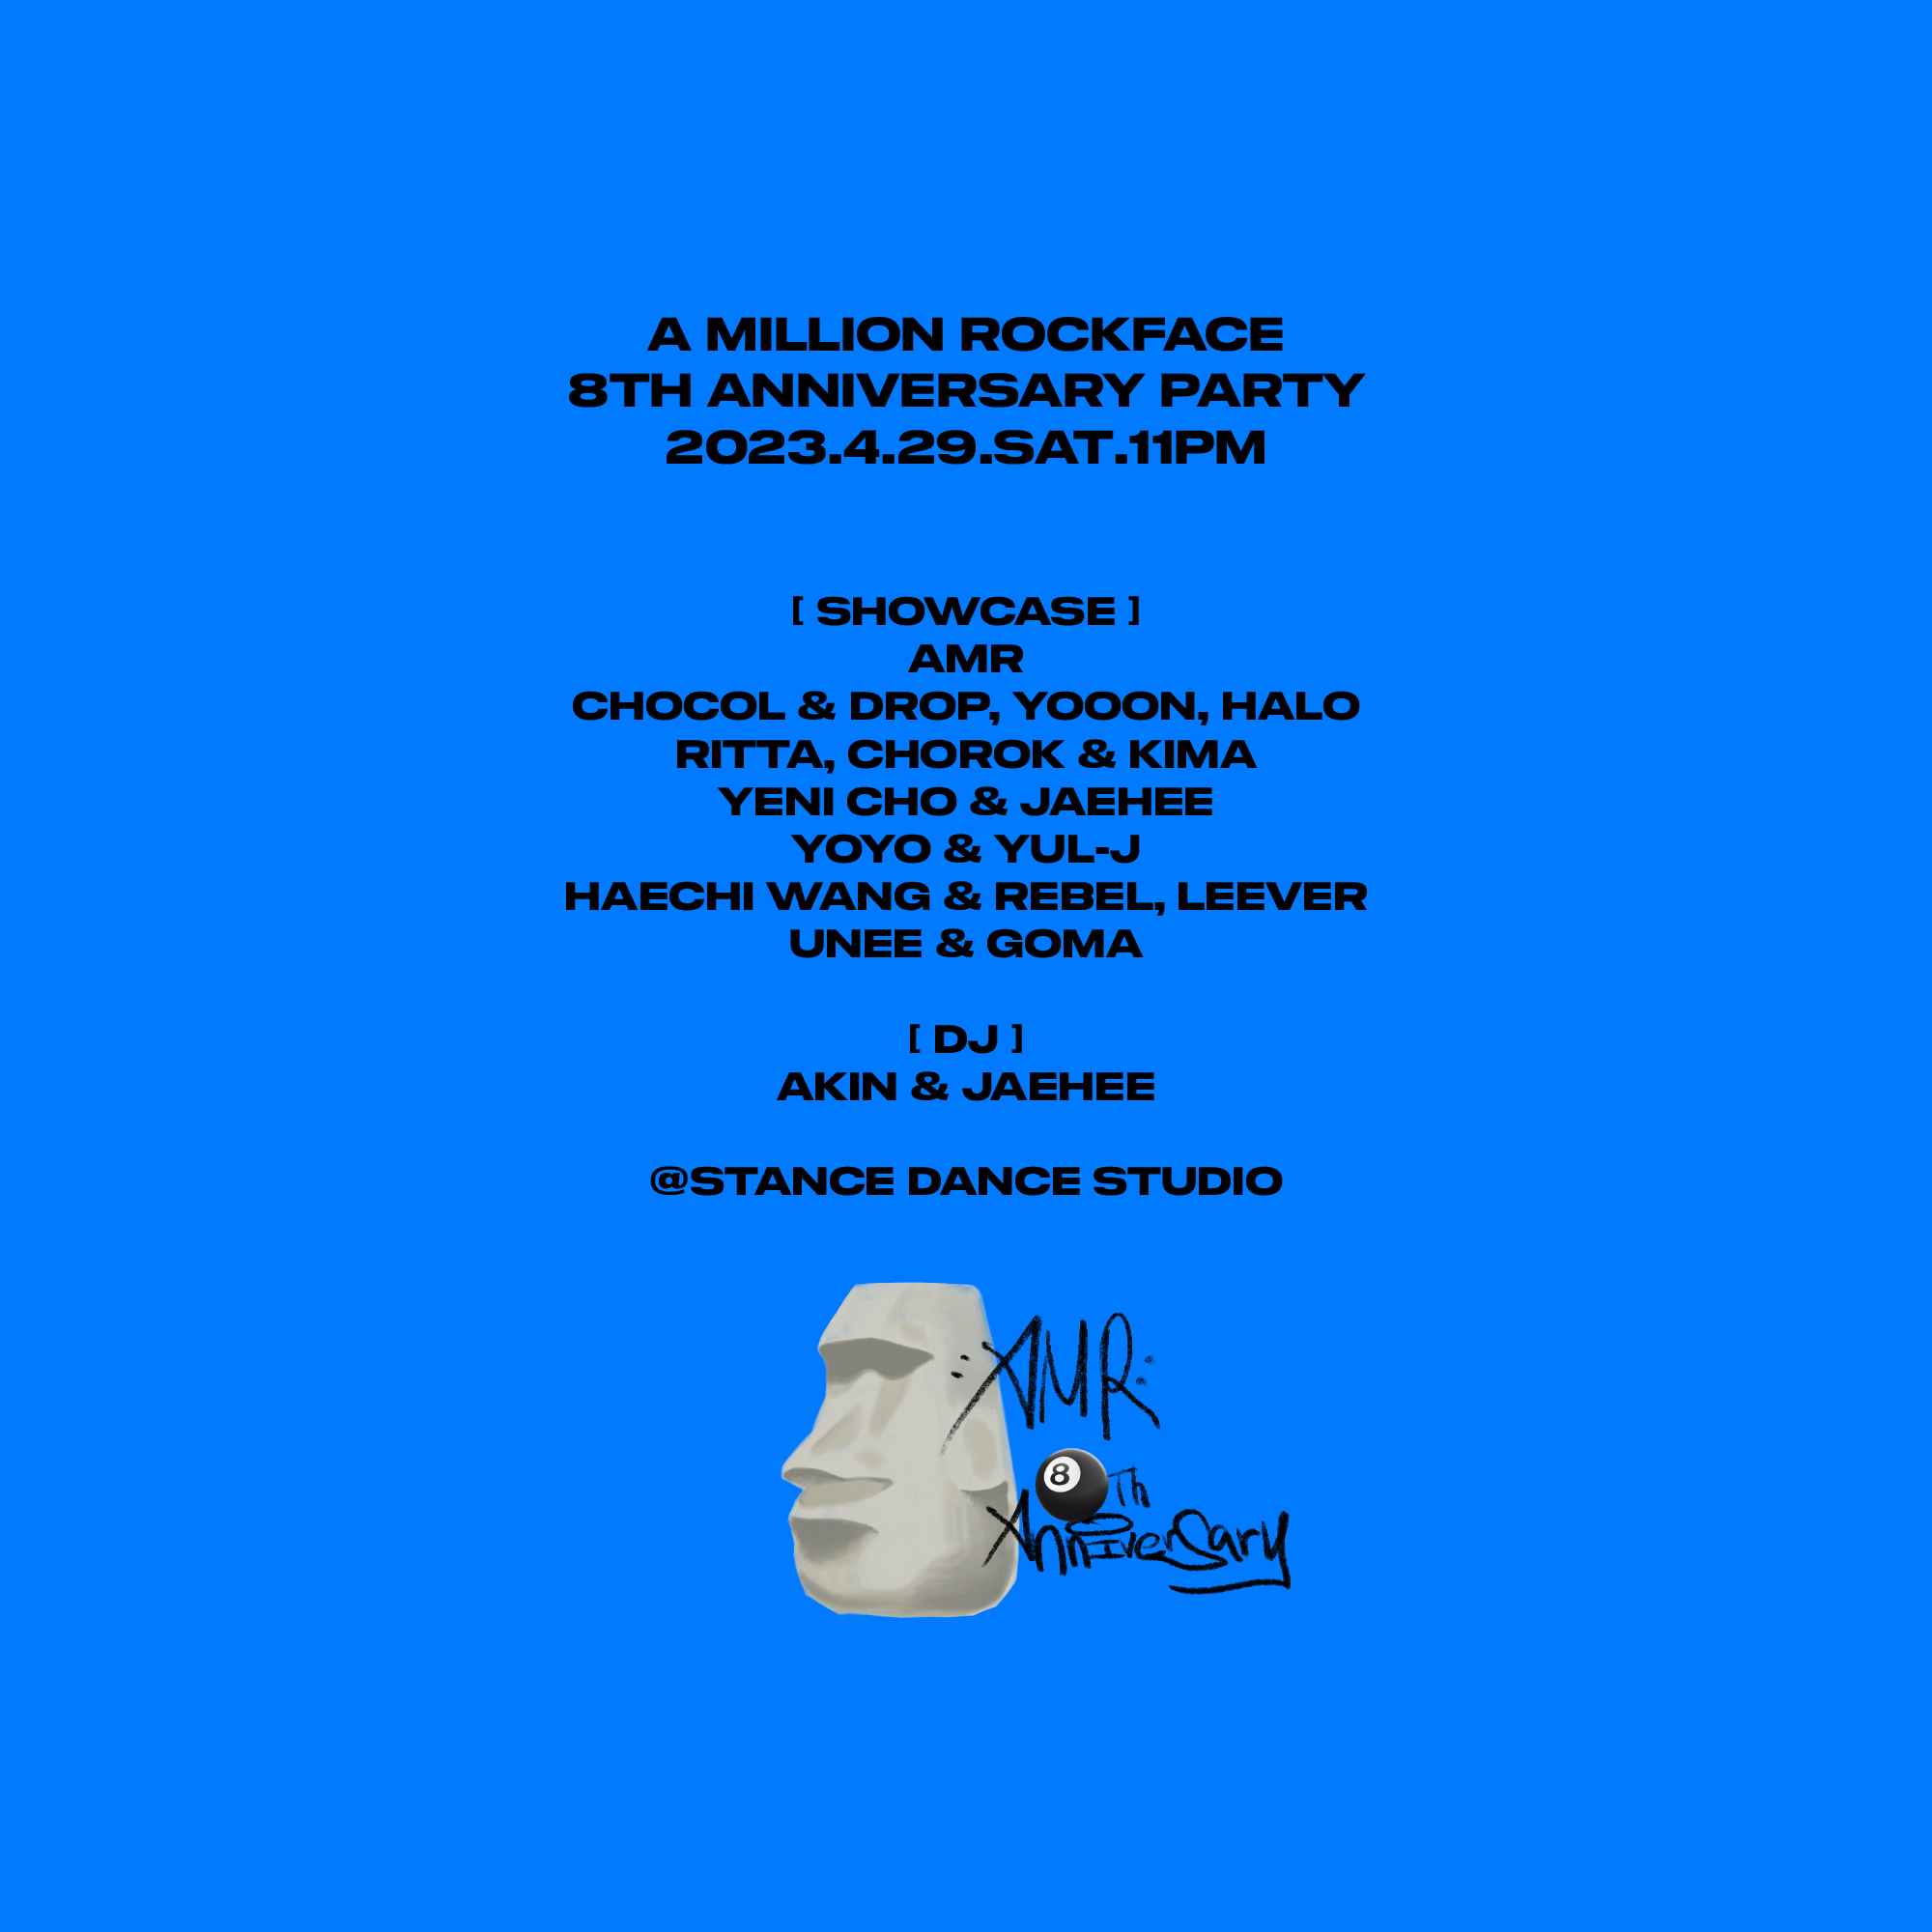 A MILLION ROCKFACE
8TH ANNIVERSARY PARTY
2023.4.29.SAT.11PM
[ SHOWCASE ]
AMR
CHOCOL & DROP, YOOON, HALO
RITTA, CHOROK & KIMA
YENI CHO & JAEHEE
YOYO & YUL-J
HAECHI WANG & REBEL, LEEVER
UNEE & GOMA
[ DJ ]
AKIN & JAEHEE
@STANCE DANCE STUDIO
:AMR:
8Th
Anniversary